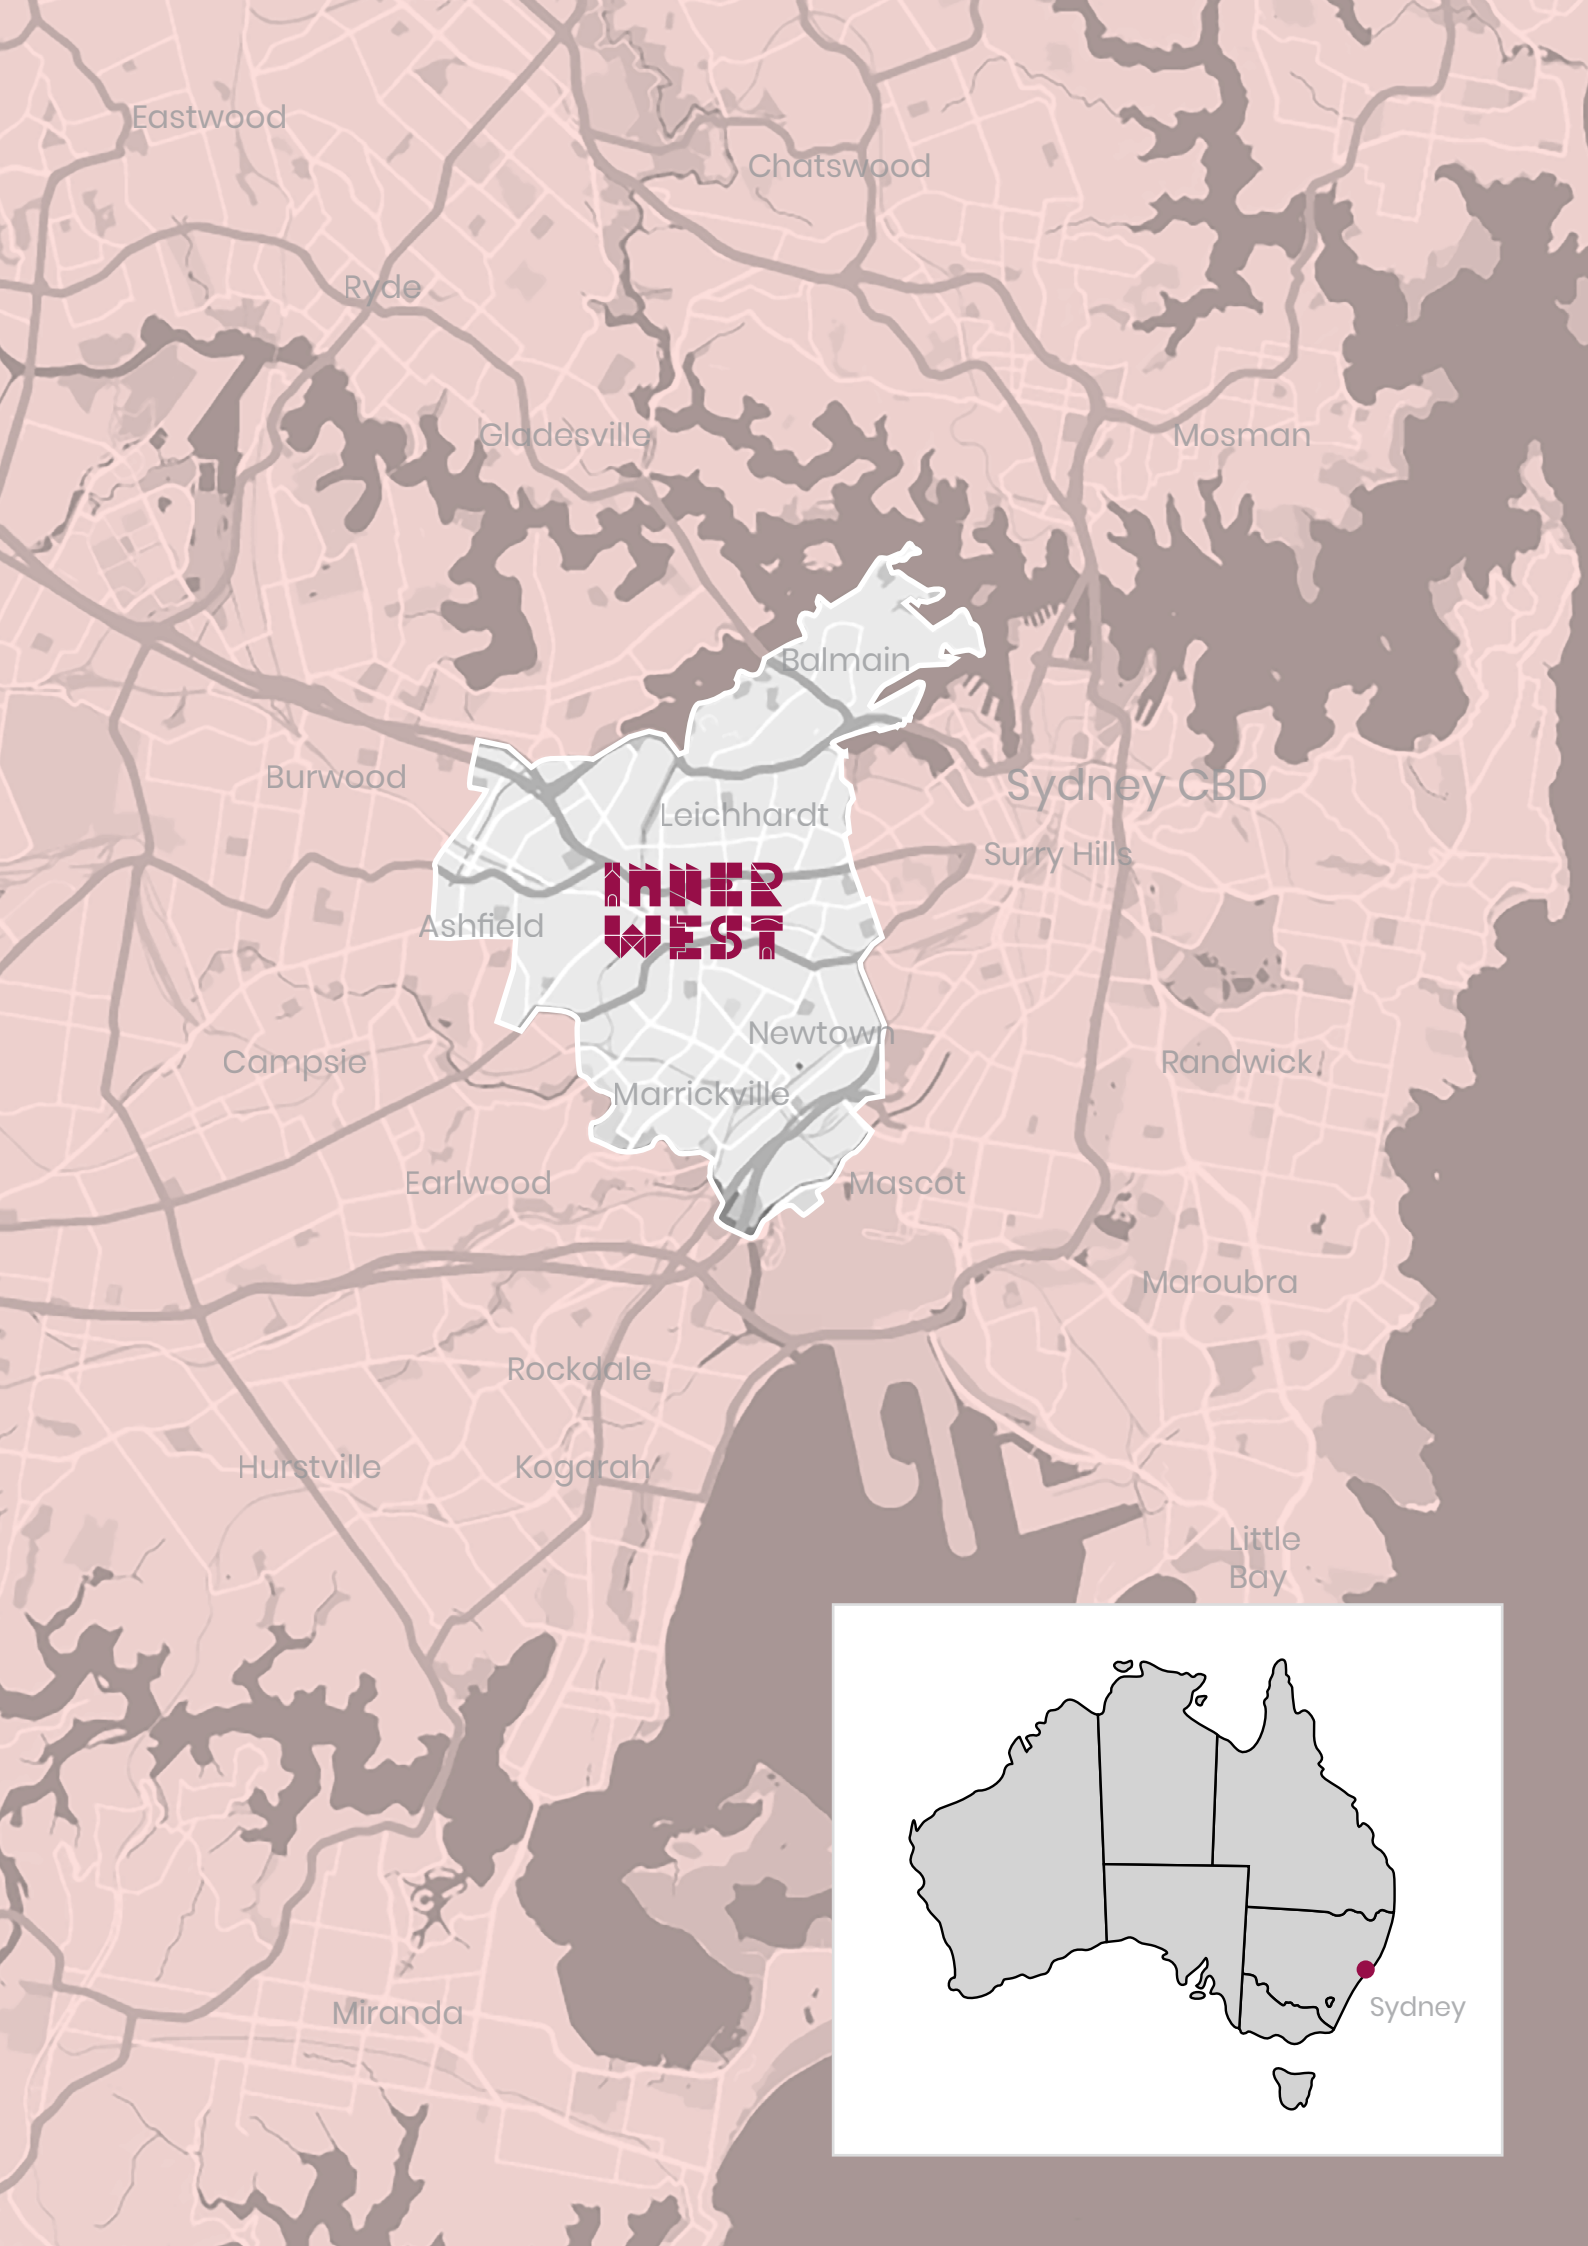 Eastwood
Chatswood
Ryde
Gladesville
Mosman
Balmain
Burwood
Sydney CBD
Leichhardt
Surry Hills
INNER
WEST
Ashfield
Newtown
Campsie
Randwick
Marrickville
Earlwood
Mascot
Maroubra
Rockdale
Hurstville
Kogarah
Little
Bay
Miranda
Sydney